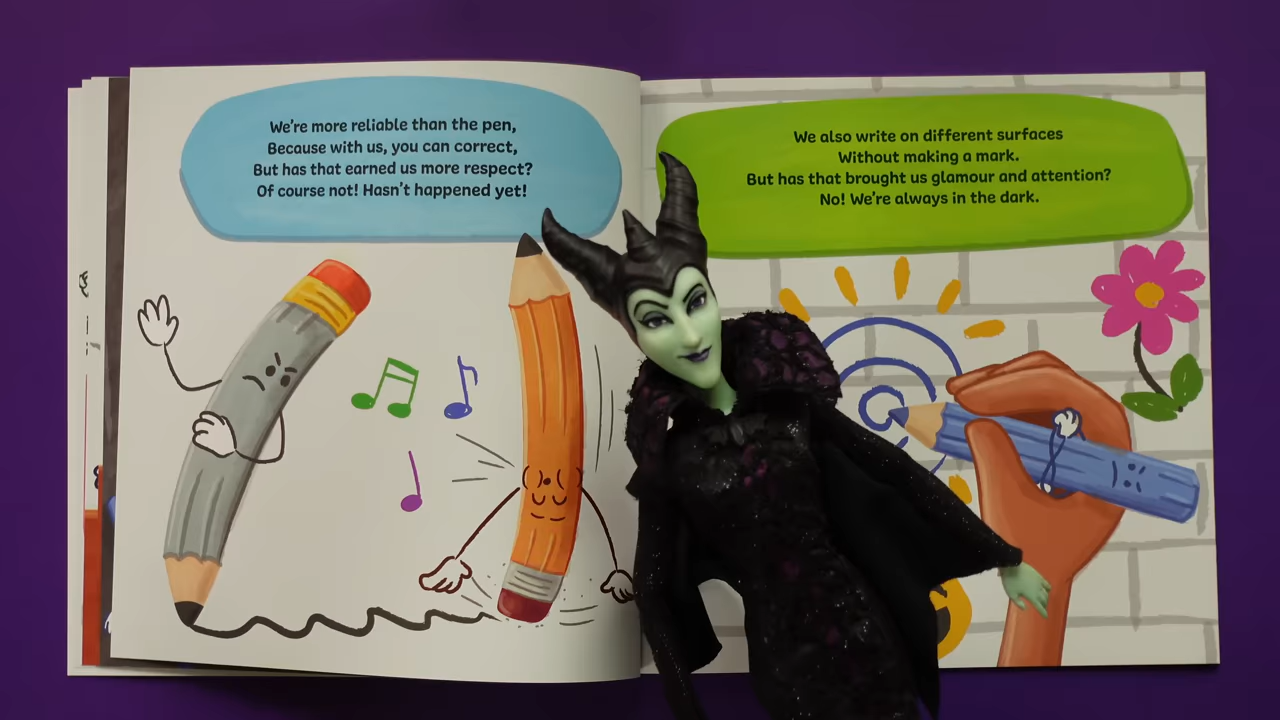 We're more reliable than the pen,
Because with us, you can correct,
But has that earned us more respect?
Of course not! Hasn't happened yet!
We also write on different surfaces
Without making a mark.
But has that brought us glamour and attention?
No! We're always in the dark.